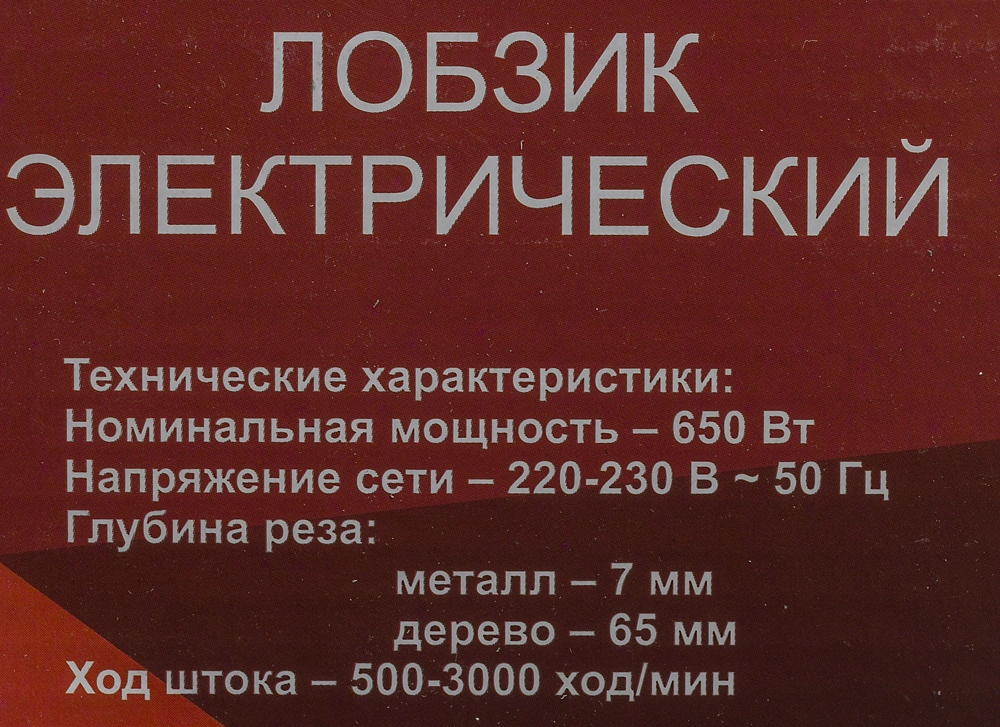 ЛОБЗИК
ЭЛЕКТРИЧЕСКИЙ
Технические характеристики:
Номинальная мощность – 650 Вт
Напряжение сети – 220-230 В ~ 50 Гц
Глубина реза:
металл – 7 мм
дерево – 65 мм
Ход штока – 500-3000 ход/мин